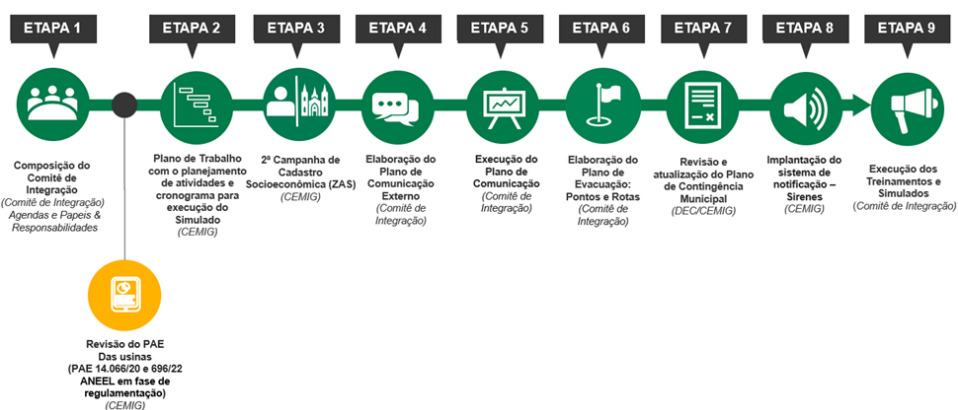 ETAPA 1
Composição do
Comitê de
Integração
(Comitê de Integração)
Agendas e Papeis &
Responsabilidades
Revisão do PAE
Das usinas
(PAE 14.066/20 e 696/22
ANEEL em fase de
regulamentação)
(CEMIG)
ETAPA 2
Plano de Trabalho
com o planejamento
de atividades e
cronograma para
execução do
Simulado
(CEMIG)
ETAPA 3
2ª Campanha de
Cadastro
Socioeconômica (ZAS)
(CEMIG)
ETAPA 4
Elaboração do
Plano de
Comunicação
Externo
(Comitê de
Integração)
ETAPA 5
Execução do
Plano de
Comunicação
(Comitê de
Integração)
ETAPA 6
Elaboração do
Plano de
Evacuação:
Pontos e Rotas
(Comitê de
Integração)
ETAPA 7
Revisão e
atualização do Plano
de Contingência
Municipal
(DEC/CEMIG)
ETAPA 8
Implantação do
sistema de
notificação –
Sirenes
(CEMIG)
ETAPA 9
Execução dos
Treinamentos e
Simulados
(Comitê de Integração)